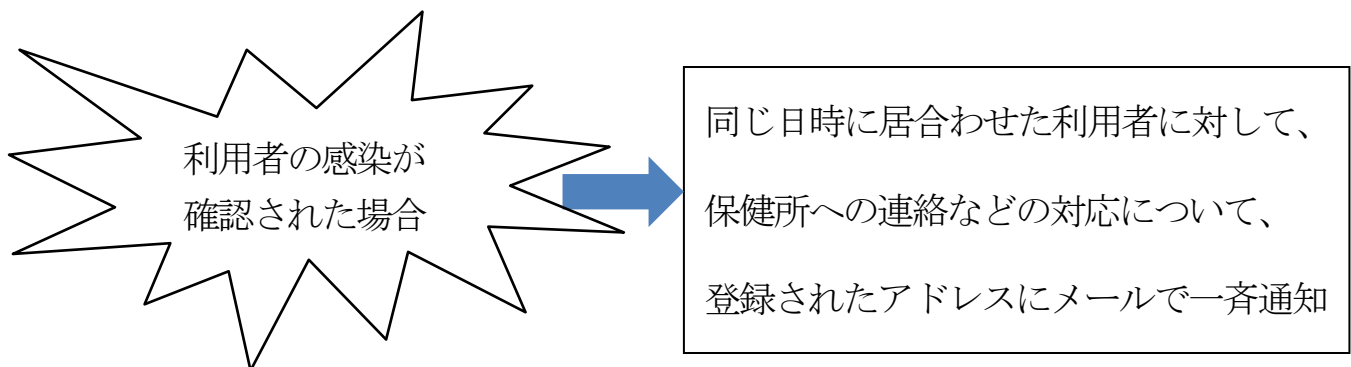 利用者の感染が
確認された場合
同じ日時に居合わせた利用者に対して、
保健所への連絡などの対応について、
登録されたアドレスにメールで一斉通知